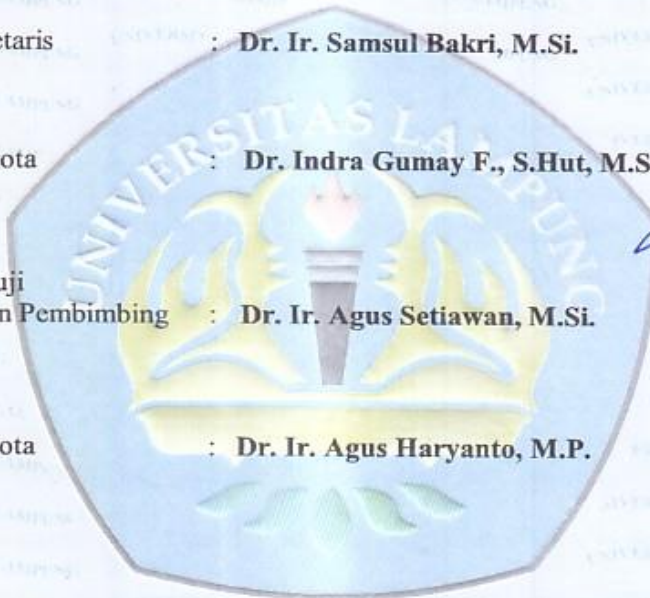 etaris : Dr. Ir. Samsul Bakri, M.Si.
UNIVERSITAS LAMPUNG
ota : Dr. Indra Gumay F., S.Hut, M.S
uji
n Pembimbing : Dr. Ir. Agus Setiawan, M.Si.
ota : Dr. Ir. Agus Haryanto, M.P.